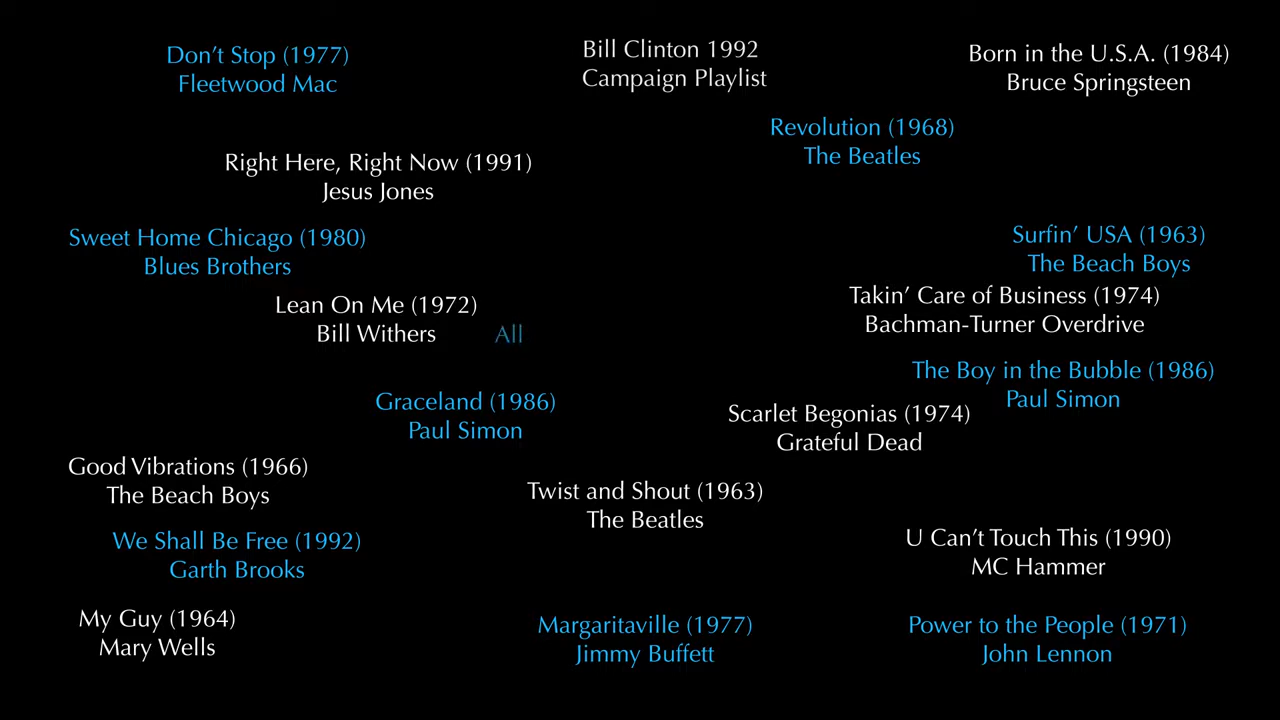 Don’t Stop (1977)
Fleetwood Mac
Bill Clinton 1992
Campaign Playlist
Born in the U.S.A. (1984)
Bruce Springsteen
Revolution (1968)
The Beatles
Right Here, Right Now (1991)
Jesus Jones
Sweet Home Chicago (1980)
Blues Brothers
Surfin’ USA (1963)
The Beach Boys
Lean On Me (1972)
Bill Withers
All
Takin’ Care of Business (1974)
Bachman-Turner Overdrive
The Boy in the Bubble (1986)
Paul Simon
Graceland (1986)
Paul Simon
Scarlet Begonias (1974)
Grateful Dead
Good Vibrations (1966)
The Beach Boys
Twist and Shout (1963)
The Beatles
We Shall Be Free (1992)
Garth Brooks
U Can’t Touch This (1990)
MC Hammer
My Guy (1964)
Mary Wells
Margaritaville (1977)
Jimmy Buffett
Power to the People (1971)
John Lennon